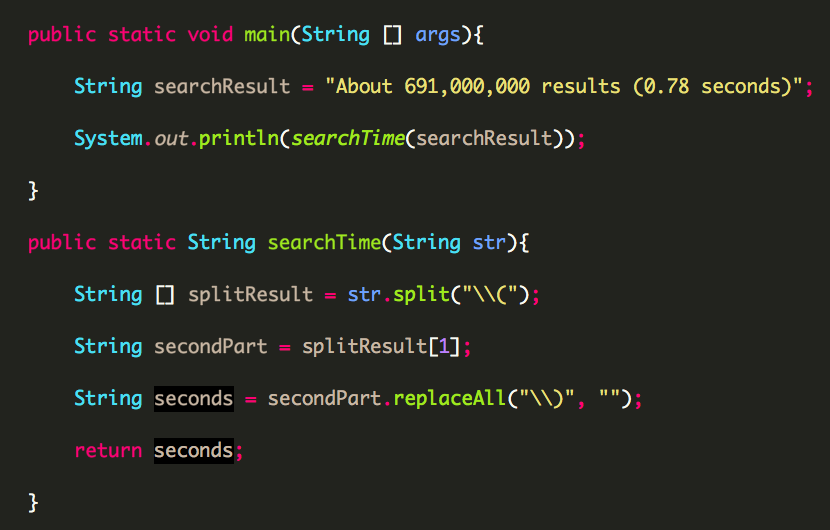 public static void main(String [] args){
String searchResult = "About 691,000,000 results (0.78 seconds)";
System.out.println(searchTime(searchResult));
}
public static String searchTime(String str){
String [] splitResult = str.split("\\(");
String secondPart = splitResult[1];
String seconds = secondPart.replaceAll("\\)", "");
return seconds;
}